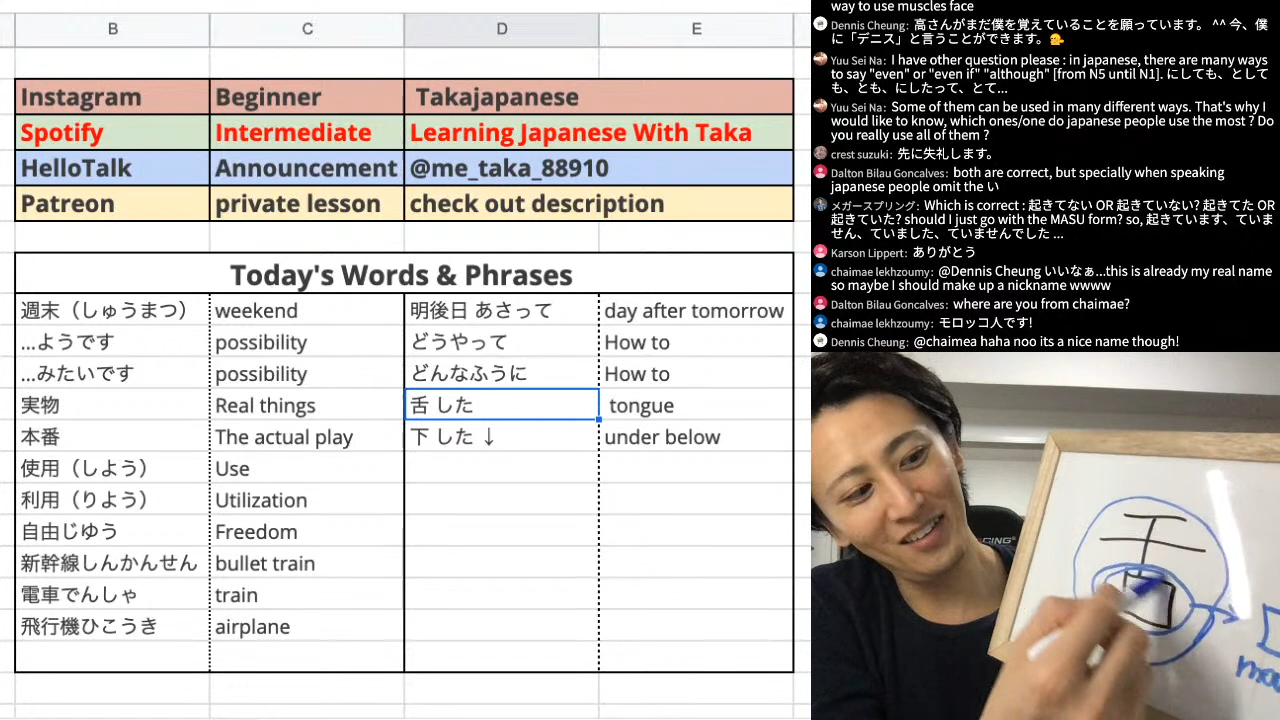 B C D E
Instagram Beginner Takajapanese
Spotify Intermediate Learning Japanese With Taka
HelloTalk Announcement @me_taka_88910
Patreon private lesson check out description
Today's Words & Phrases
週末（しゅうまつ） weekend 明後日 あさって day after tomorrow
...ようです possibility どうやって How to
...みたいです possibility どんなふうに How to
実物 Real things 舌 した tongue
本番 The actual play 下 した ↓ under below
使用（しよう） Use
利用（りよう） Utilization
自由じゆう Freedom
新幹線しんかんせん bullet train
電車でんしゃ train
飛行機ひこうき airplane
way to use muscles face
Dennis Cheung: 高さんがまだ僕を覚えていることを願っています。 ^^ 今、僕
に「デニス」と言うことができます。
Yuu Sei Na: I have other question please : in japanese, there are many ways
to say "even" or "even if" "although" [from N5 until N1]. にしても、として
も、とも、にしたって、とて...
Yuu Sei Na: Some of them can be used in many different ways. That's why I
would like to know, which ones/one do japanese people use the most ? Do
you really use all of them ?
crest suzuki: 先に失礼します。
Dalton Bilau Goncalves: both are correct, but specially when speaking
japanese people omit the い
メガースプリング: Which is correct : 起きてない OR 起きていない? 起きてた OR
起きていた? should I just go with the MASU form? so, 起きています、ていま
せん、ていました、ていませんでした ...
Karson Lippert: ありがとう
chaimae lekhzoumy: @Dennis Cheung いいなぁ...this is already my real name
so maybe I should make up a nickname wwww
Dalton Bilau Goncalves: where are you from chaimae?
chaimae lekhzoumy: モロッコ人です!
Dennis Cheung: @chaimea haha noo its a nice name though!